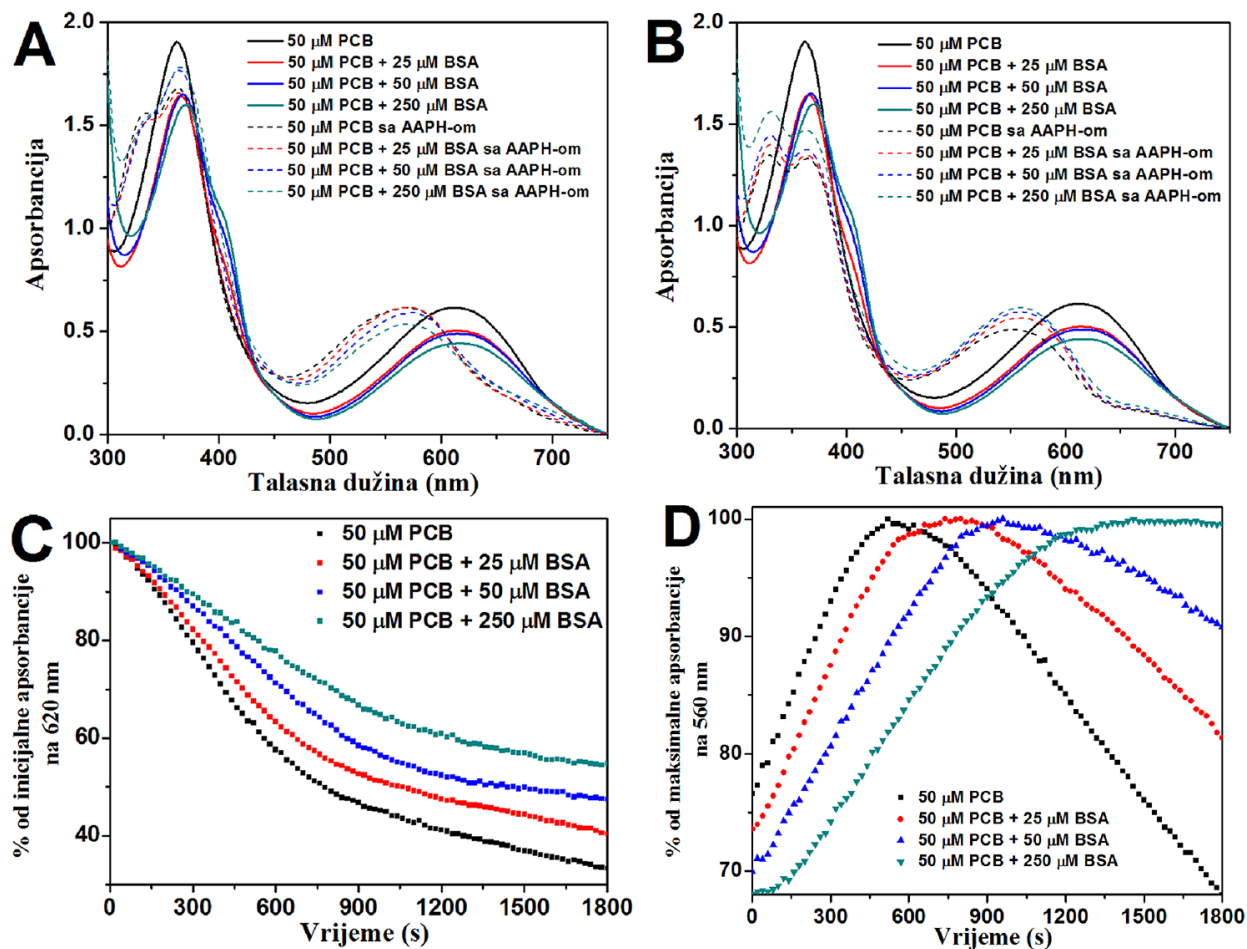 A
50 μM PCB
50 μM PCB + 25 μM BSA
50 μM PCB + 50 μM BSA
50 μM PCB + 250 μM BSA
50 μM PCB sa AAPH-om
50 μM PCB + 25 μM BSA sa AAPH-om
50 μM PCB + 50 μM BSA sa AAPH-om
50 μM PCB + 250 μM BSA sa AAPH-om
Apsorbancija
2.0
1.5
1.0
0.5
0.0
300 400 500 600 700
Talasna dužina (nm)
B
50 μM PCB
50 μM PCB + 25 μM BSA
50 μM PCB + 50 μM BSA
50 μM PCB + 250 μM BSA
50 μM PCB sa AAPH-om
50 μM PCB + 25 μM BSA sa AAPH-om
50 μM PCB + 50 μM BSA sa AAPH-om
50 μM PCB + 250 μM BSA sa AAPH-om
Apsorbancija
2.0
1.5
1.0
0.5
0.0
300 400 500 600 700
Talasna dužina (nm)
C
50 μM PCB
50 μM PCB + 25 μM BSA
50 μM PCB + 50 μM BSA
50 μM PCB + 250 μM BSA
% od inicijalne apsorbancije
na 620 nm
100
80
60
40
0 300 600 900 1200 1500 1800
Vrijeme (s)
D
50 μM PCB
50 μM PCB + 25 μM BSA
50 μM PCB + 50 μM BSA
50 μM PCB + 250 μM BSA
% od maksimalne apsorbancije
na 560 nm
100
90
80
70
0 300 600 900 1200 1500 1800
Vrijeme (s)